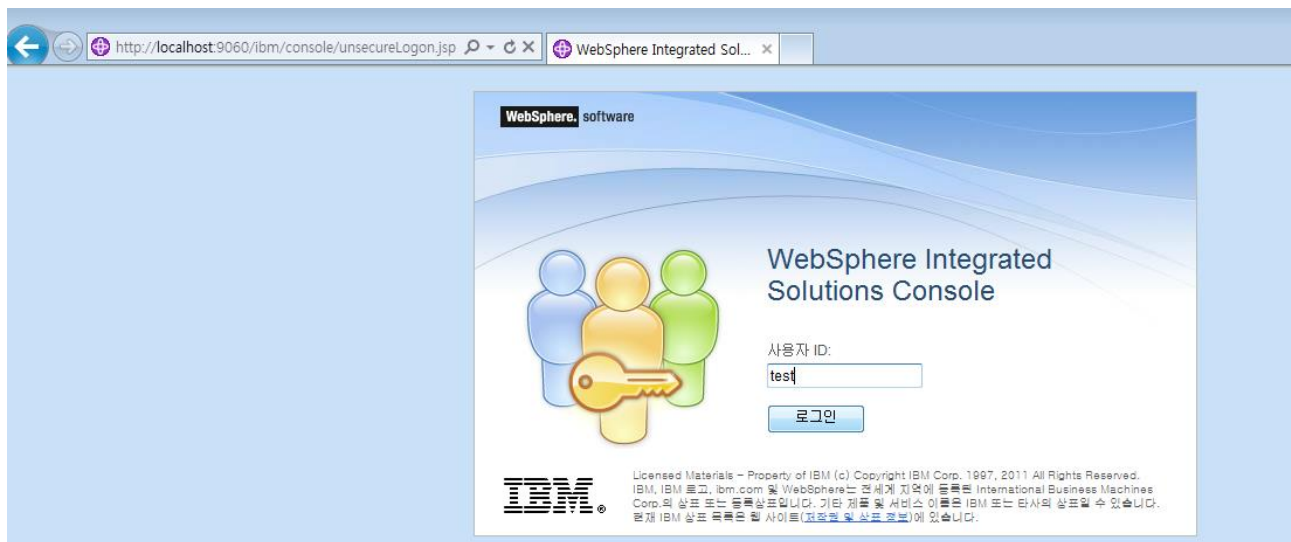 http://localhost:9060/ibm/console/unsecureLogon.jsp
WebSphere Integrated Sol...
WebSphere. software
WebSphere Integrated
Solutions Console
사용자 ID:
test
로그인
Licensed Materials - Property of IBM (c) Copyright IBM Corp. 1997, 2011 All Rights Reserved.
IBM, IBM 로고, ibm.com 및 WebSphere는 전세계 지역에 등록된 International Business Machines
Corp.의 상표 또는 등록상표입니다. 기타 제품 및 서비스 이름은 IBM 또는 타사의 상표일 수 있습니다.
현재 IBM 상표 목록은 웹 사이트(저작권 및 상표 정보)에 있습니다.
IBM®